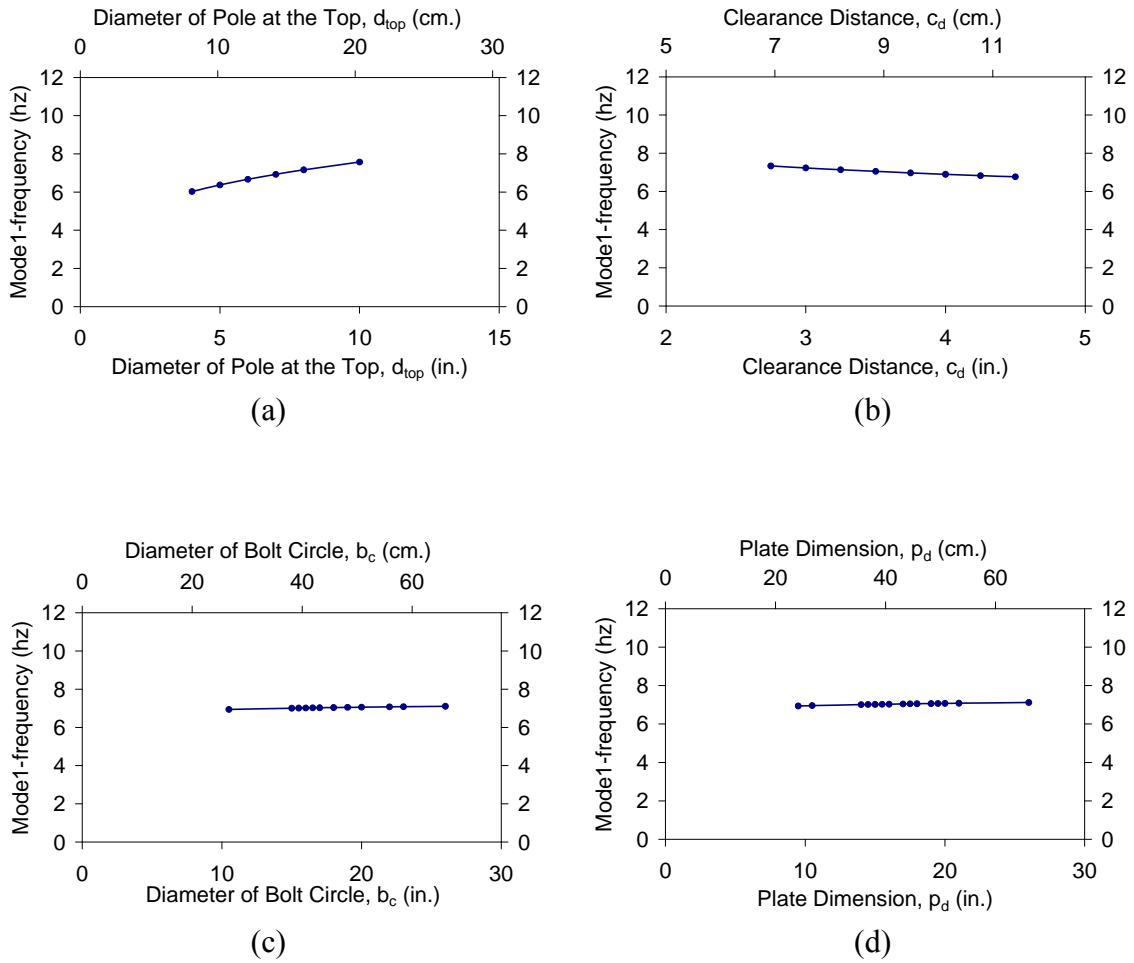 Diameter of Pole at the Top, d_top (cm.)
0 10 20 30
12 12
10 10
8 8
6 6
4 4
2 2
0 0
Mode1-frequency (hz)
0 5 10 15
Diameter of Pole at the Top, d_top (in.)
(a)
Clearance Distance, c_d (cm.)
5 7 9 11
12 12
10 10
8 8
6 6
4 4
2 2
0 0
Mode1-frequency (hz)
2 3 4 5
Clearance Distance, c_d (in.)
(b)
Diameter of Bolt Circle, b_c (cm.)
0 20 40 60
12 12
10 10
8 8
6 6
4 4
2 2
0 0
Mode1-frequency (hz)
0 10 20 30
Diameter of Bolt Circle, b_c (in.)
(c)
Plate Dimension, p_d (cm.)
0 20 40 60
12 12
10 10
8 8
6 6
4 4
2 2
0 0
Mode1-frequency (hz)
0 10 20 30
Plate Dimension, p_d (in.)
(d)